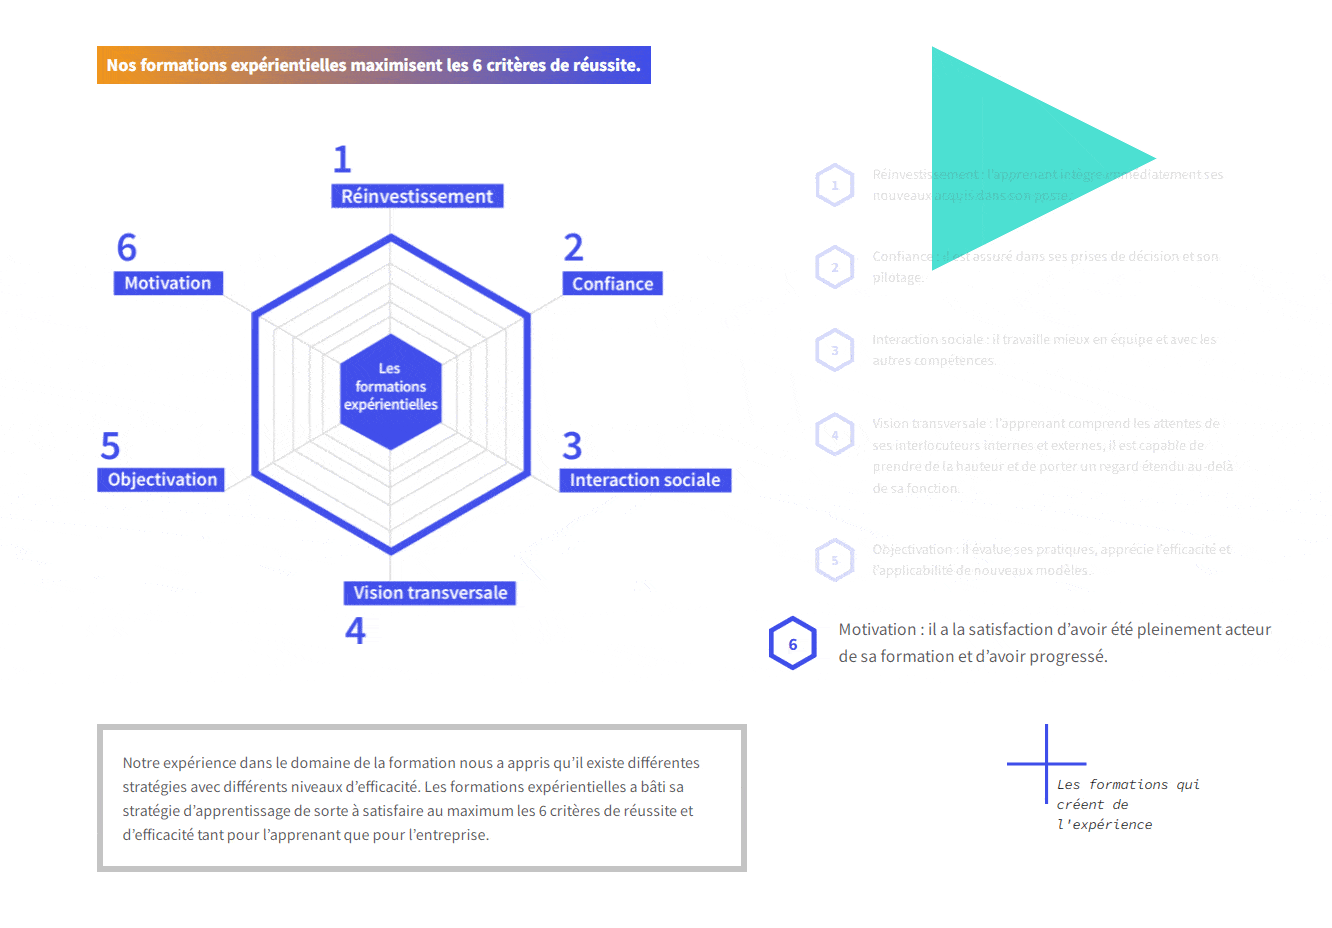 Nos formations expérientielles maximisent les 6 critères de réussite.
1
Réinvestissement
6
Motivation
2
Confiance
Les
formations
expérientielles
5
Objectivation
3
Interaction sociale
Vision transversale
4
1
Réinvestissement : l'apprenant intègre immédiatement ses
nouveaux acquis dans son poste.
2
Confiance : il est assuré dans ses prises de décision et son
pilotage.
3
Interaction sociale : il travaille mieux en équipe et avec les
autres compétences.
4
Vision transversale : l'apprenant comprend les attentes de
ses interlocuteurs internes et externes, il est capable de
prendre de la hauteur et de porter un regard étendu au-delà
de sa fonction.
5
Objectivation : il évalue ses pratiques, apprécie l'efficacité et
l'applicabilité de nouveaux modèles.
6
Motivation : il a la satisfaction d'avoir été pleinement acteur
de sa formation et d'avoir progressé.
Notre expérience dans le domaine de la formation nous a appris qu'il existe différentes
stratégies avec différents niveaux d'efficacité. Les formations expérientielles a bâti sa
stratégie d'apprentissage de sorte à satisfaire au maximum les 6 critères de réussite et
d'efficacité tant pour l'apprenant que pour l'entreprise.
Les formations qui
créent de
l'expérience